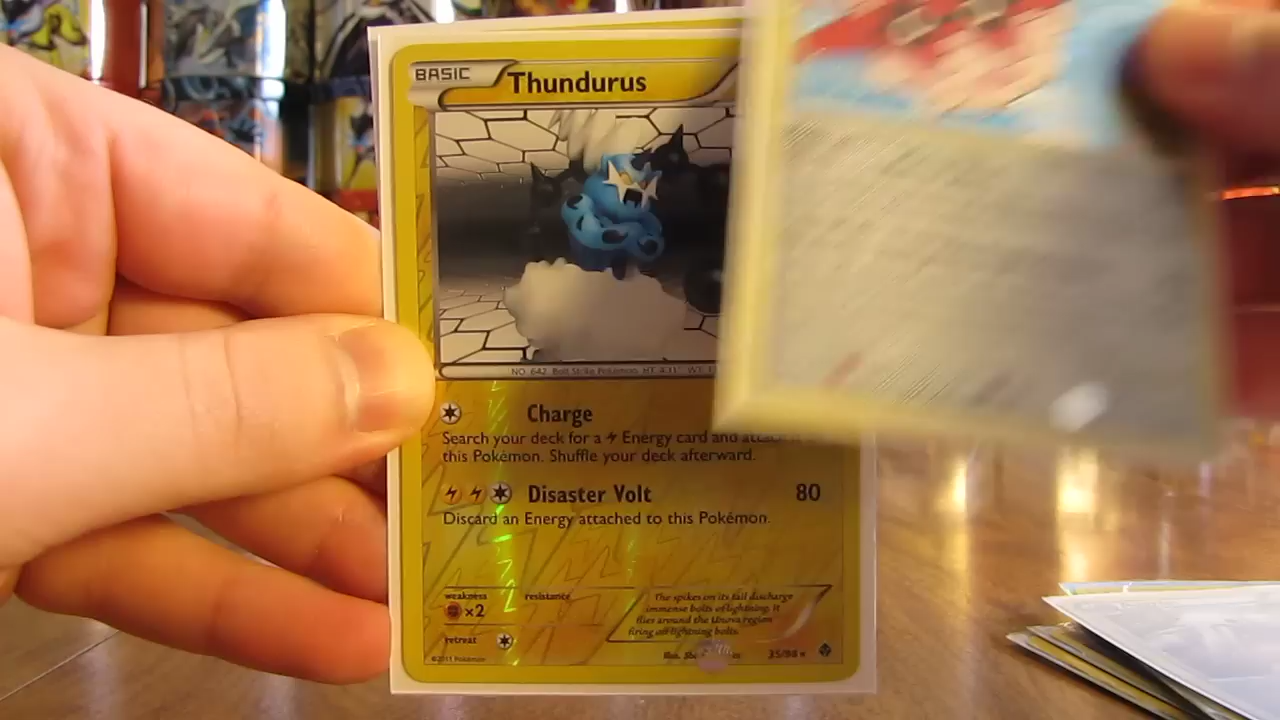 BASIC Thundurus
NO. 642 Bolt Strike Pokémon HT. 4'11" WT.
Charge
Search your deck for a Energy card and
this Pokémon. Shuffle your deck afterward.
Disaster Volt 80
Discard an Energy attached to this Pokémon.
weakness resistance
×2
The spikes on its tail discharge
immense bolts of lightning. It
flies around the Unova region
firing off lightning bolts.
retreat
©2011 Pokémon Illus. 35/98